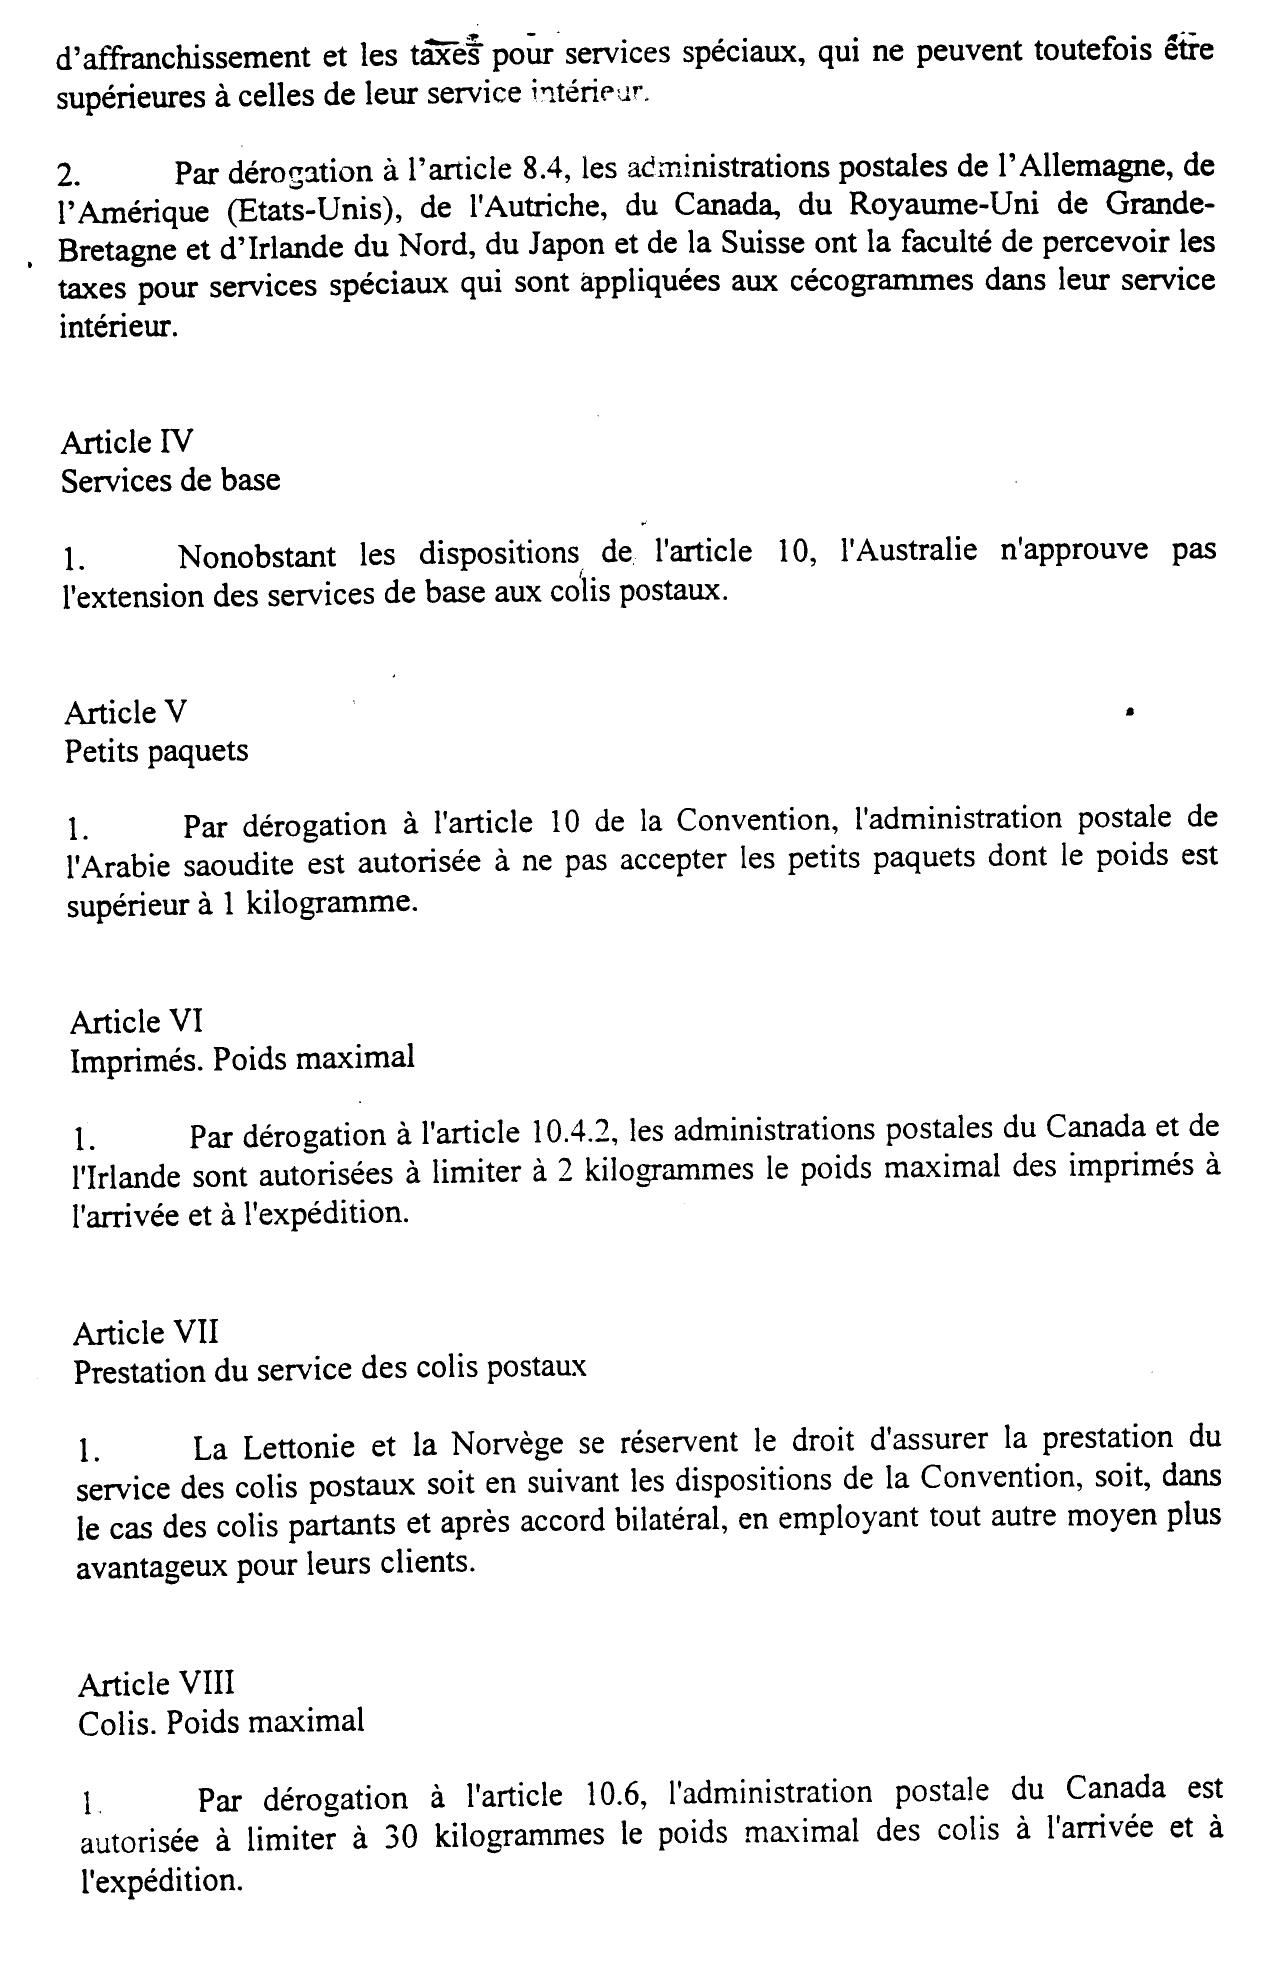 d'affranchissement et les taxes pour services spéciaux, qui ne peuvent toutefois être
supérieures à celles de leur service intérieur.
2. Par dérogation à l'article 8.4, les administrations postales de l'Allemagne, de
l'Amérique (Etats-Unis), de l'Autriche, du Canada, du Royaume-Uni de Grande-
Bretagne et d'Irlande du Nord, du Japon et de la Suisse ont la faculté de percevoir les
taxes pour services spéciaux qui sont appliquées aux cécogrammes dans leur service
intérieur.
Article IV
Services de base
1. Nonobstant les dispositions de l'article 10, l'Australie n'approuve pas
l'extension des services de base aux colis postaux.
Article V
Petits paquets
1. Par dérogation à l'article 10 de la Convention, l'administration postale de
l'Arabie saoudite est autorisée à ne pas accepter les petits paquets dont le poids est
supérieur à 1 kilogramme.
Article VI
Imprimés. Poids maximal
1. Par dérogation à l'article 10.4.2, les administrations postales du Canada et de
l'Irlande sont autorisées à limiter à 2 kilogrammes le poids maximal des imprimés à
l'arrivée et à l'expédition.
Article VII
Prestation du service des colis postaux
1. La Lettonie et la Norvège se réservent le droit d'assurer la prestation du
service des colis postaux soit en suivant les dispositions de la Convention, soit, dans
le cas des colis partants et après accord bilatéral, en employant tout autre moyen plus
avantageux pour leurs clients.
Article VIII
Colis. Poids maximal
1. Par dérogation à l'article 10.6, l'administration postale du Canada est
autorisée à limiter à 30 kilogrammes le poids maximal des colis à l'arrivée et à
l'expédition.